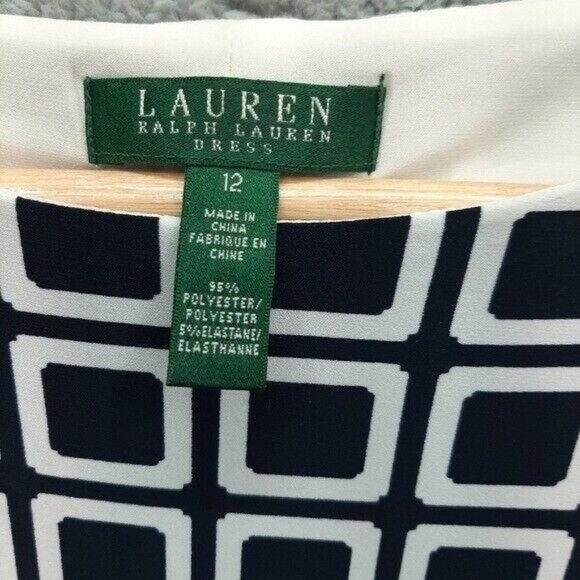 LAUREN
RALPH LAUREN
DRESS
12
MADE IN
CHINA
FABRIQUE EN
CHINE
95%
POLYESTER/
POLYESTER
5%ELASTANE/
ELASTHANNE